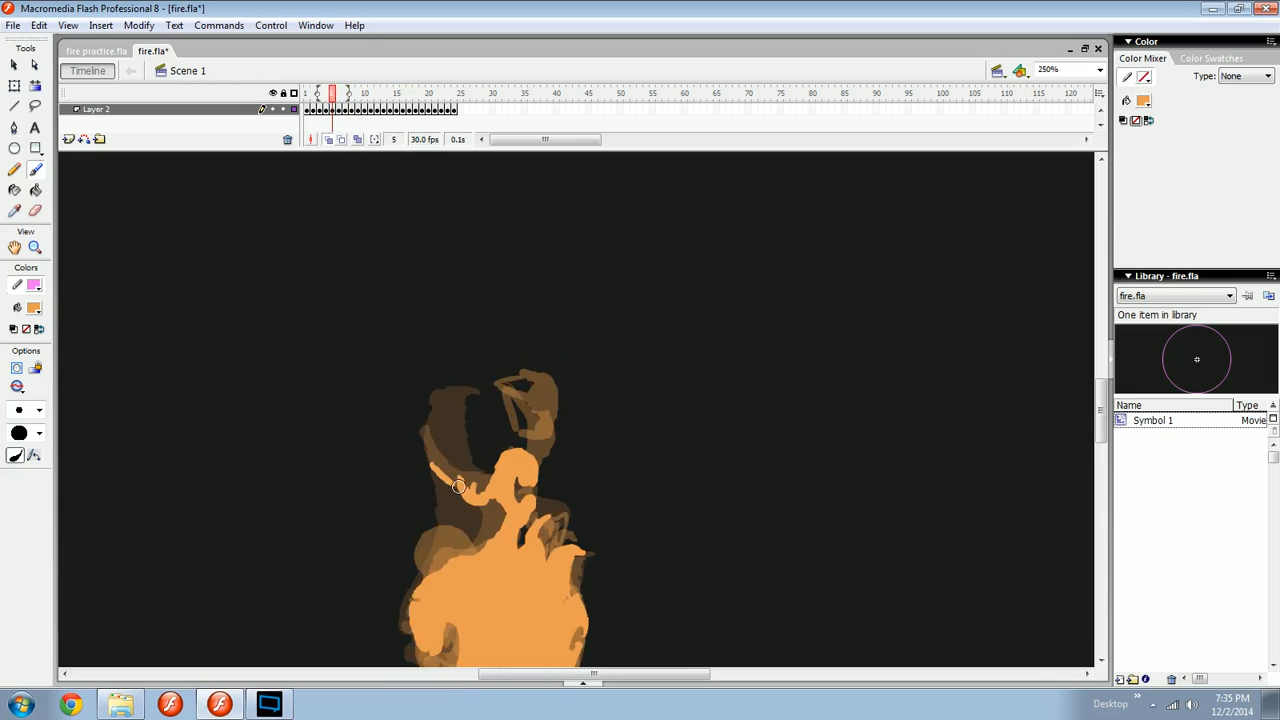 Macromedia Flash Professional 8 - [fire.fla*]
File Edit View Insert Modify Text Commands Control Window Help
Tools
fire practice.fla fire.fla*
Timeline Scene 1 250%
1 5 10 15 20 25 30 35 40 45 50 55 60 65 70 75 80 85 90 95 100 105 110 115 120
Layer 2
5 30.0 fps 0.1s
View
Colors
Options
Color
Color Mixer Color Swatches
Type: None
Library - fire.fla
fire.fla
One item in library
Name Type
Symbol 1 Movie
Desktop
7:35 PM
12/2/2014